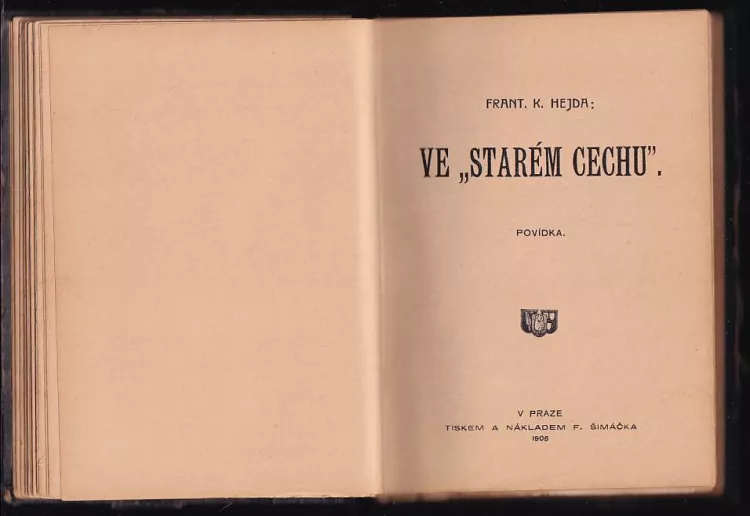 FRANT. K. HEJDA:
VE „STARÉM CECHU”.
POVÍDKA.
V PRAZE
TISKEM A NÁKLADEM F. ŠIMÁČKA
1906